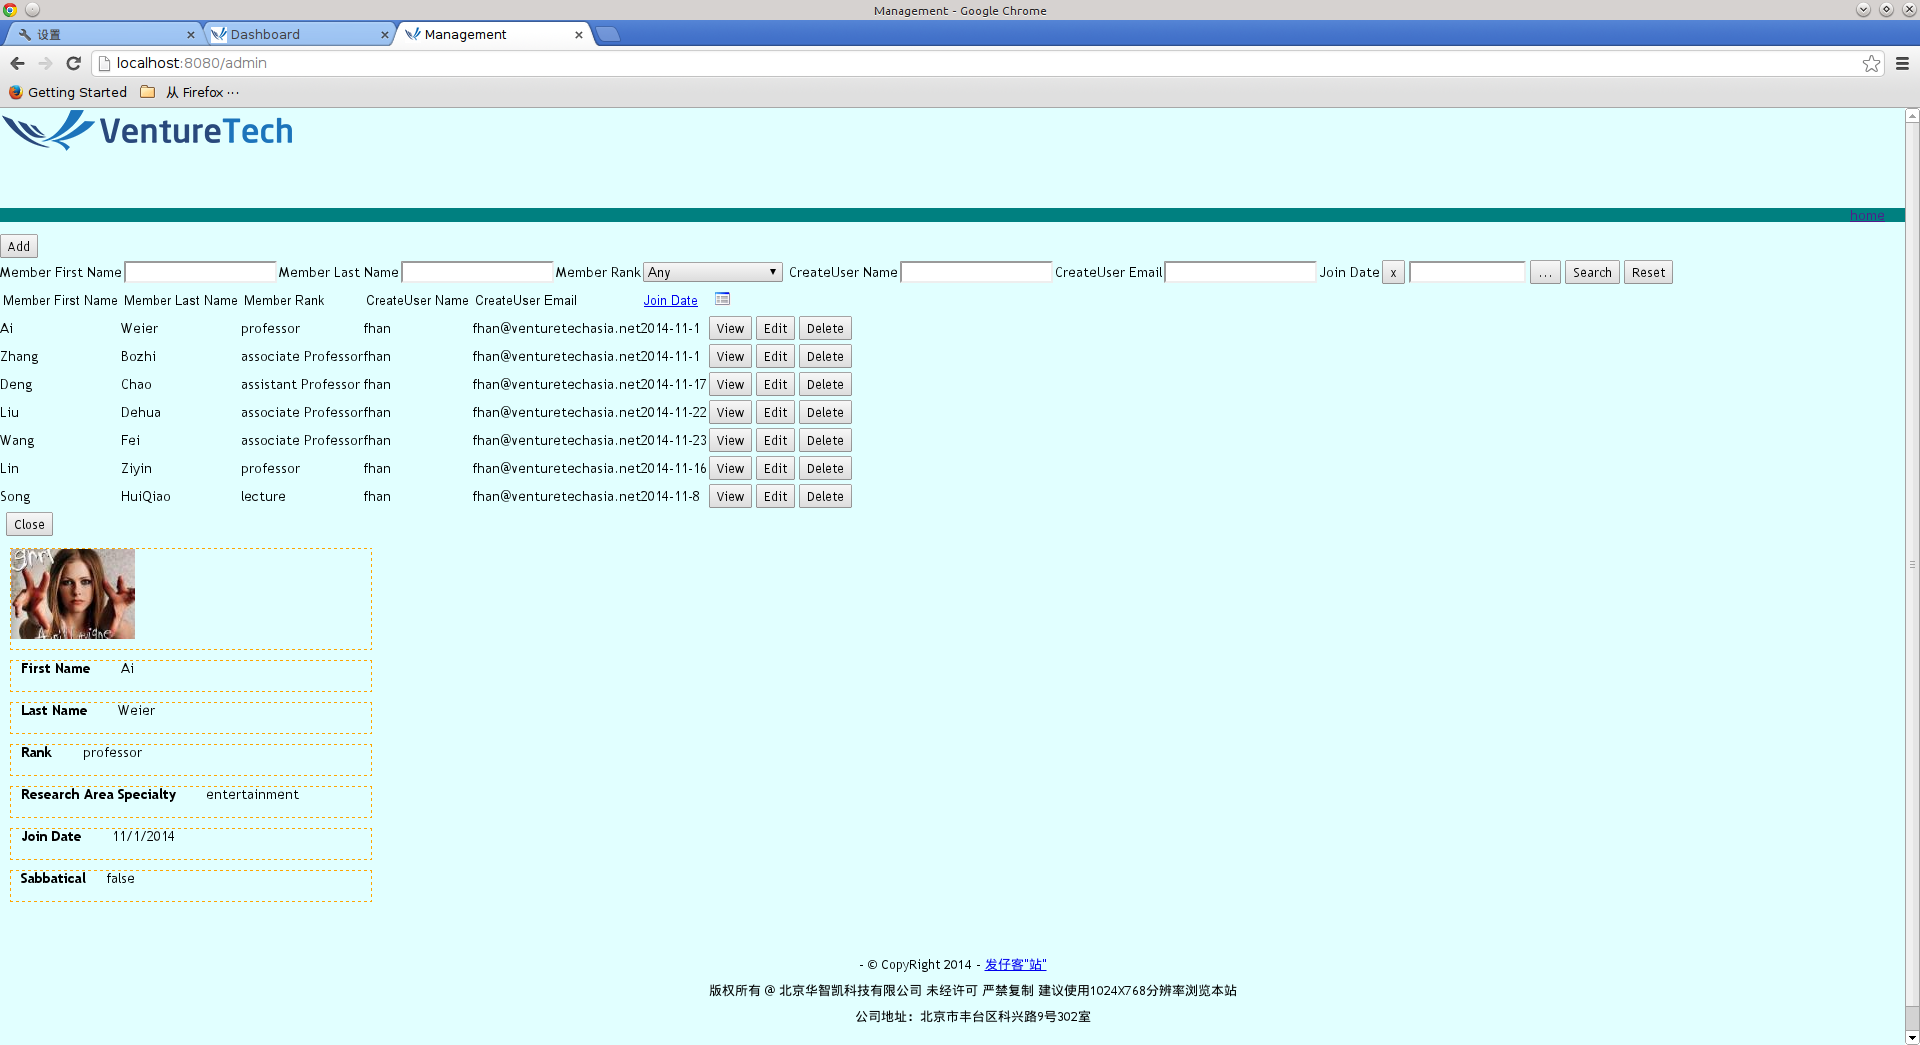 Management - Google Chrome
设置
Dashboard
Management
localhost:8080/admin
Getting Started
从 Firefox ...
VentureTech
home
Add
Member First Name Member Last Name Member Rank Any CreateUser Name CreateUser Email Join Date x ... Search Reset
Member First Name Member Last Name Member Rank CreateUser Name CreateUser Email Join Date
Ai Weier professor fhan fhan@venturetechasia.net 2014-11-1 View Edit Delete
Zhang Bozhi associate Professor fhan fhan@venturetechasia.net 2014-11-1 View Edit Delete
Deng Chao assistant Professor fhan fhan@venturetechasia.net 2014-11-17 View Edit Delete
Liu Dehua associate Professor fhan fhan@venturetechasia.net 2014-11-22 View Edit Delete
Wang Fei associate Professor fhan fhan@venturetechasia.net 2014-11-23 View Edit Delete
Lin Ziyin professor fhan fhan@venturetechasia.net 2014-11-16 View Edit Delete
Song HuiQiao lecture fhan fhan@venturetechasia.net 2014-11-8 View Edit Delete
Close
First Name Ai
Last Name Weier
Rank professor
Research Area Specialty entertainment
Join Date 11/1/2014
Sabbatical false
- © CopyRight 2014 - 发仔客"站"
版权所有 @ 北京华智凯科技有限公司 未经许可 严禁复制 建议使用1024X768分辨率浏览本站
公司地址：北京市丰台区科兴路9号302室